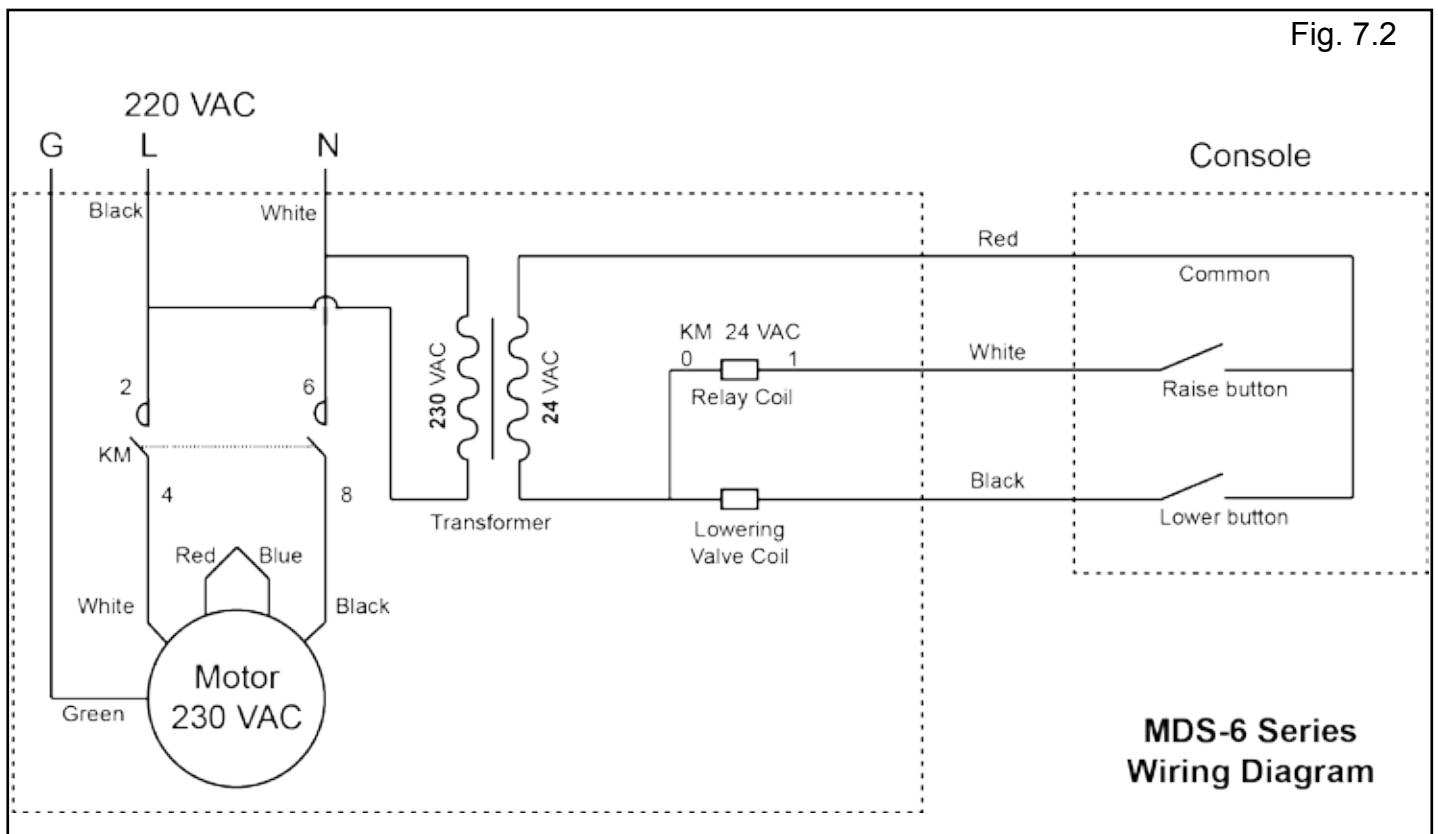 Fig. 7.2
220 VAC
G L N
Console
Black
White
Red
Common
230 VAC
24 VAC
KM 24 VAC
0 1
Relay Coil
White
Raise button
2
6
KM
4
8
Transformer
Black
Lowering
Valve Coil
Lower button
Red Blue
White
Black
Motor
230 VAC
Green
MDS-6 Series
Wiring Diagram